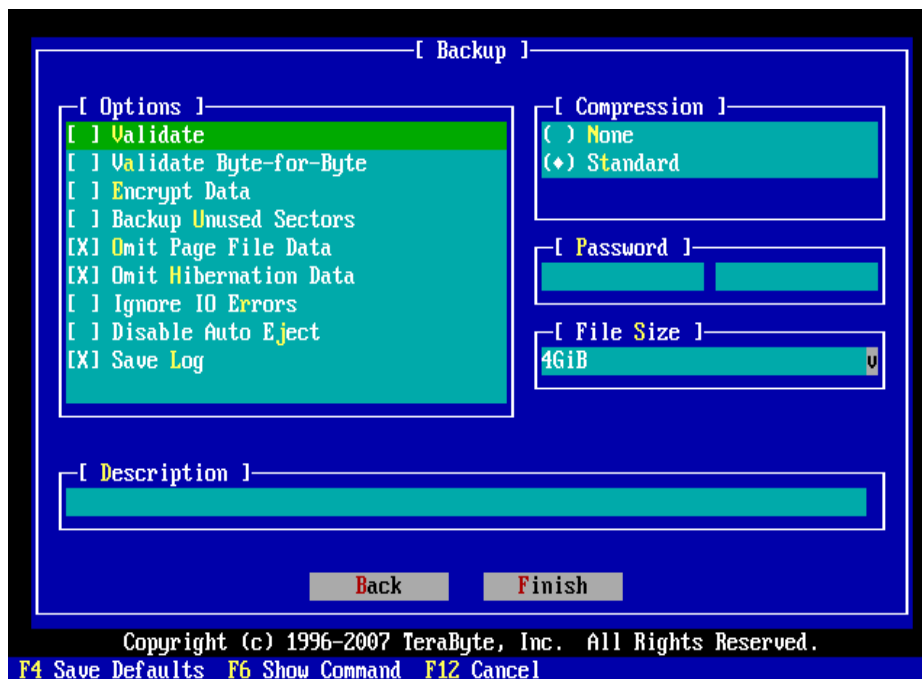 [ Backup ]
[ Options ]
[ ] Validate
[ ] Validate Byte-for-Byte
[ ] Encrypt Data
[ ] Backup Unused Sectors
[X] Omit Page File Data
[X] Omit Hibernation Data
[ ] Ignore IO Errors
[ ] Disable Auto Eject
[X] Save Log
[ Compression ]
( ) None
(♦) Standard
[ Password ]
[ File Size ]
4GiB v
[ Description ]
Back Finish
Copyright (c) 1996-2007 TeraByte, Inc. All Rights Reserved.
F4 Save Defaults F6 Show Command F12 Cancel